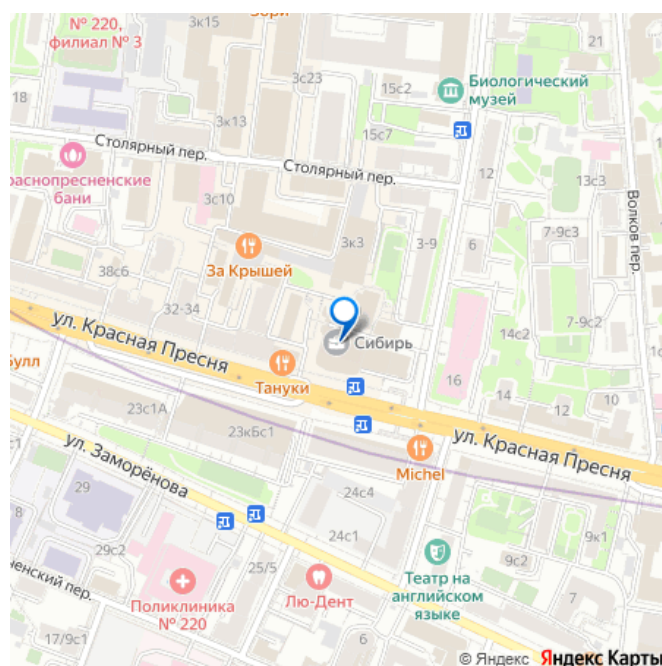 № 220,
филиал № 3
3к15
3с23
15с2
Биологический
музей
21
18
3к13
15с7
Столярный пер.
Столярный пер.
12
13с3
Волков пер.
раснопресненские
бани
3с10
За Крышей
3к3
3-9
6
7-9с3
38с6
32-34
ул. Красная Пресня
Сибирь
14с2
7-9с2
Булл
Тануки
16
14
12
10
23с1А
23кБс1
ул. Красная Пресня
Michel
ул. Заморёнова
29
24с4
8
24с1
9с2
9к1
29с2
25/5
ненский пер.
Поликлиника
№ 220
Лю-Дент
Театр на
английском
языке
7
17/9с1
6
5
© Яндекс Яндекс Карты